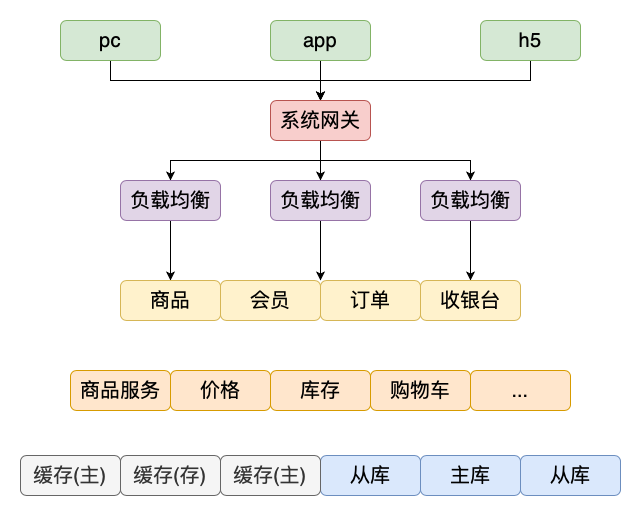 pc
app
h5
系统网关
负载均衡
负载均衡
负载均衡
商品
会员
订单
收银台
商品服务
价格
库存
购物车
...
缓存(主)
缓存(存)
缓存(主)
从库
主库
从库